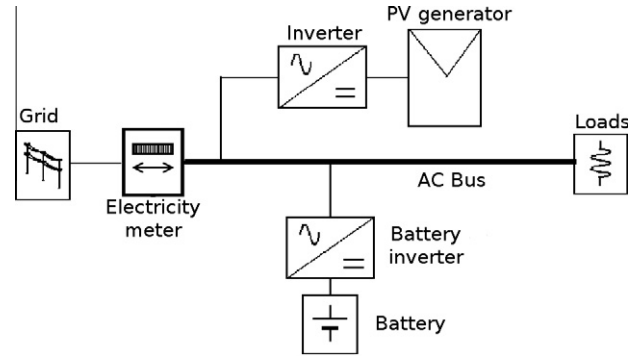 PV generator
Inverter
Grid
Loads
AC Bus
Electricity
meter
Battery
inverter
Battery